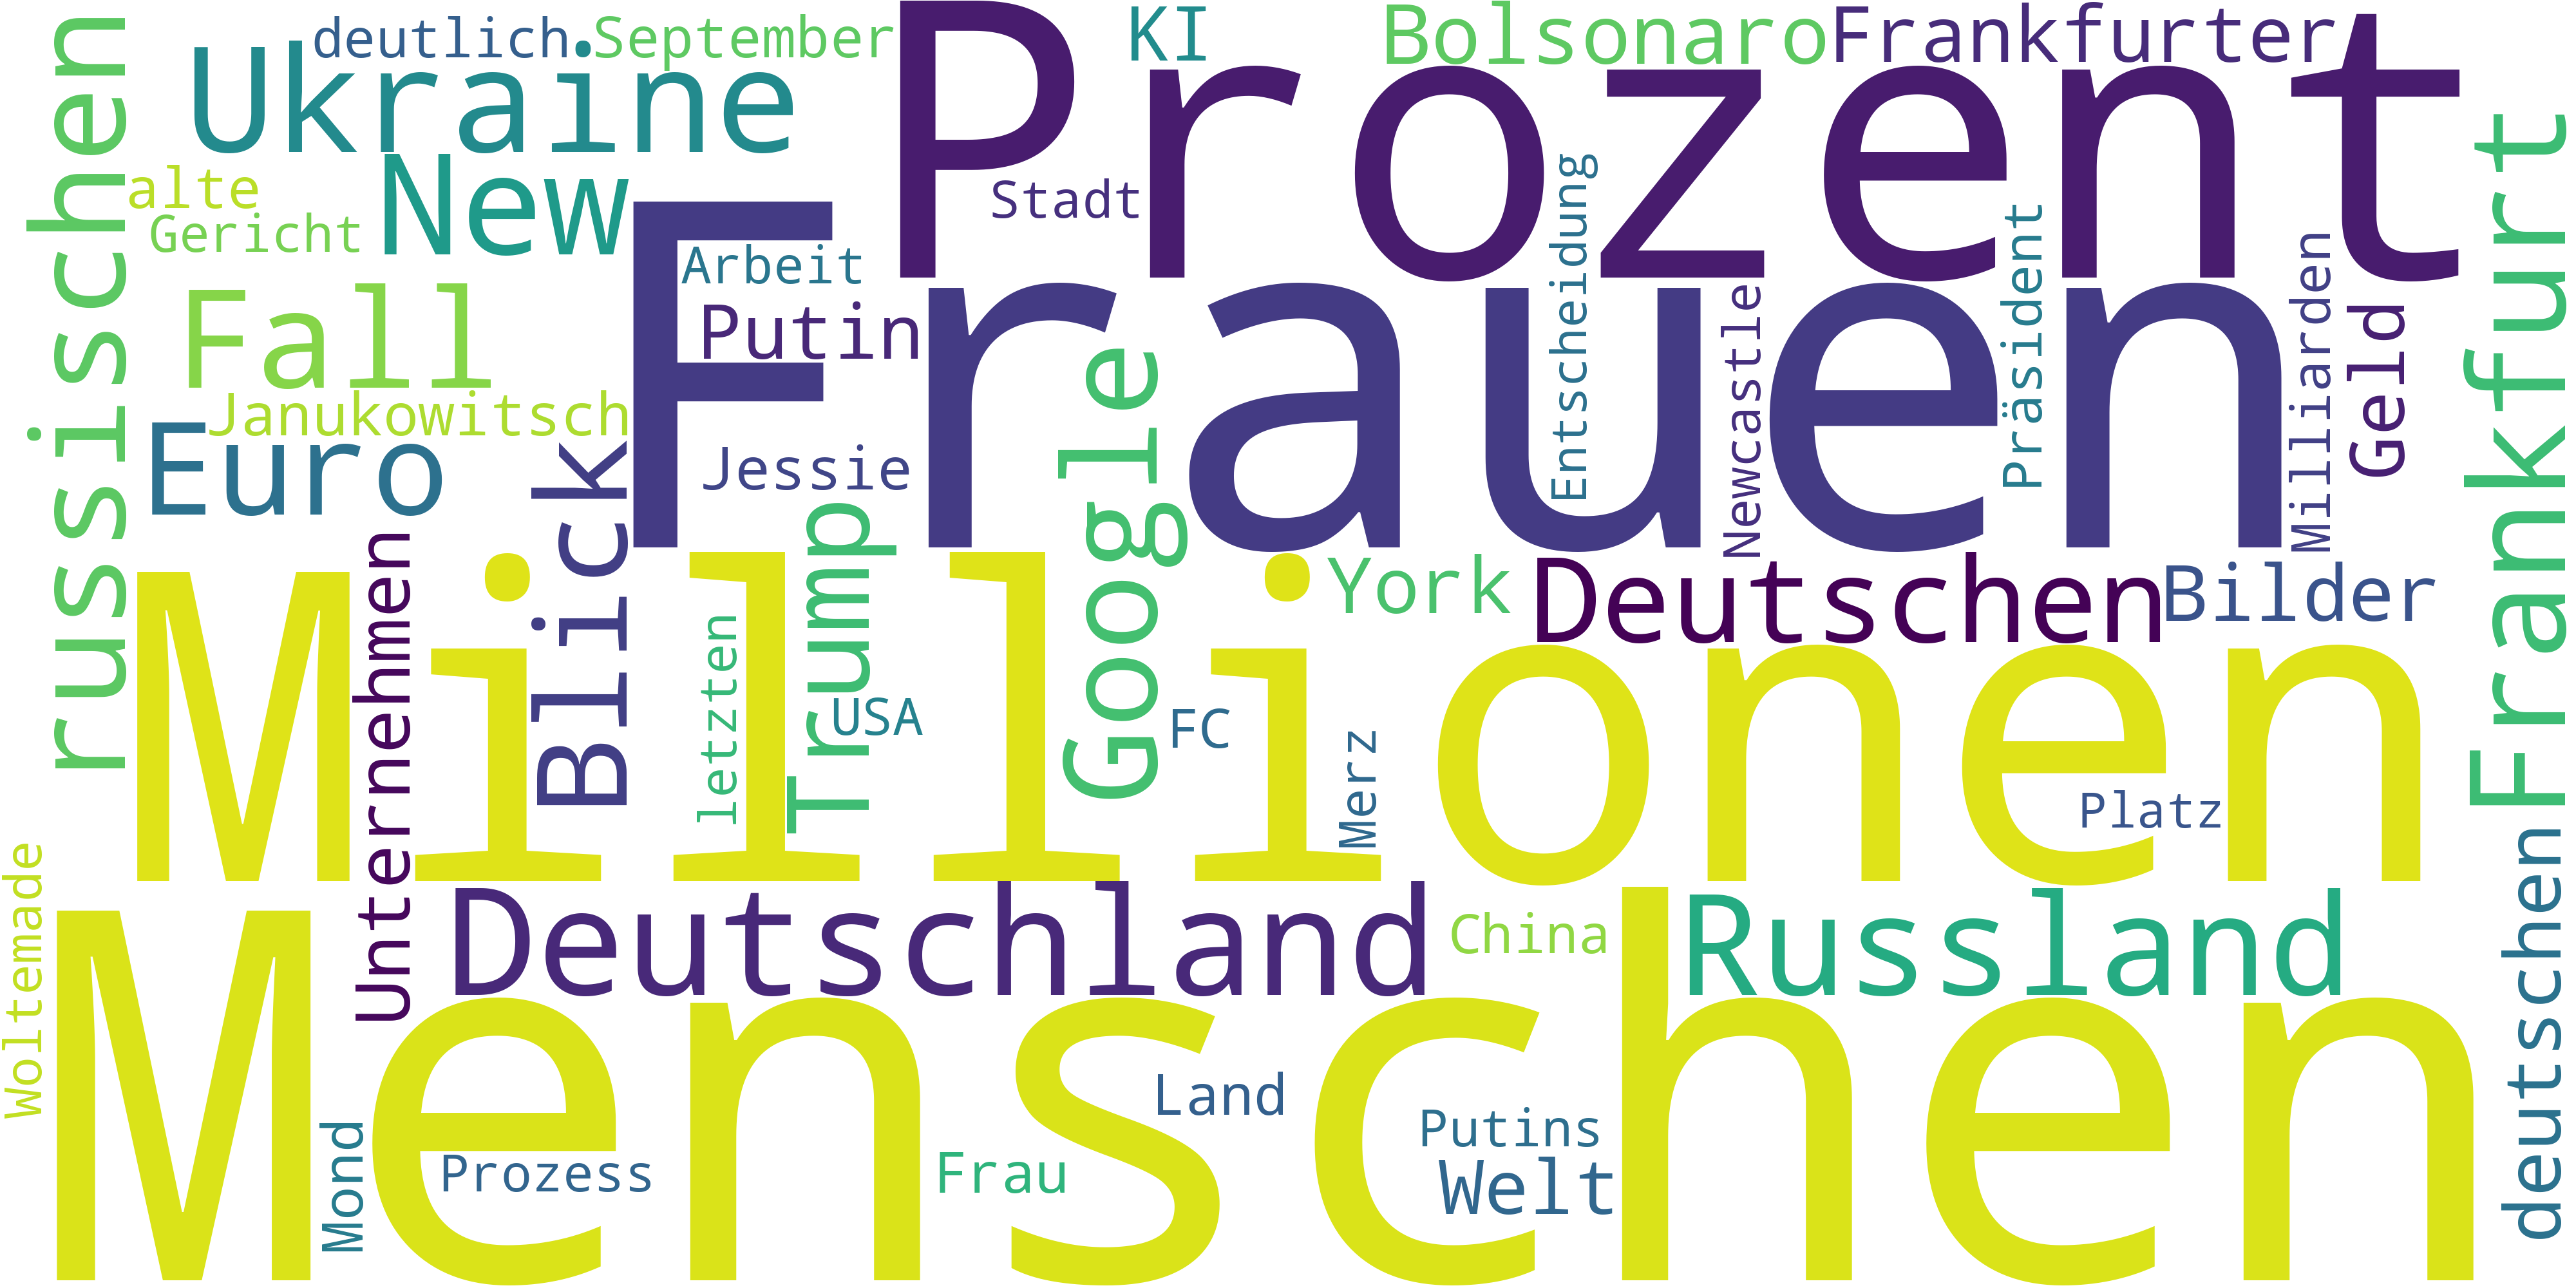 deutlich
September
KI
Bolsonaro
Frankfurter
Prozent
Ukraine
russischen
New
alte
Gericht
Stadt
Entscheidung
Präsident
Frankfurt
Frauen
Arbeit
Putin
Fall
Janukowitsch
Euro
Blick
Jessie
Google
Newcastle
Milliarden
Geld
Unternehmen
Millionen
letzten
Trump
USA
FC
York
Deutschen
Bilder
Merz
Platz
Woltemade
Deutschland
China
Russland
deutschen
Menschen
Land
Putins
Welt
Mond
Prozess
Frau